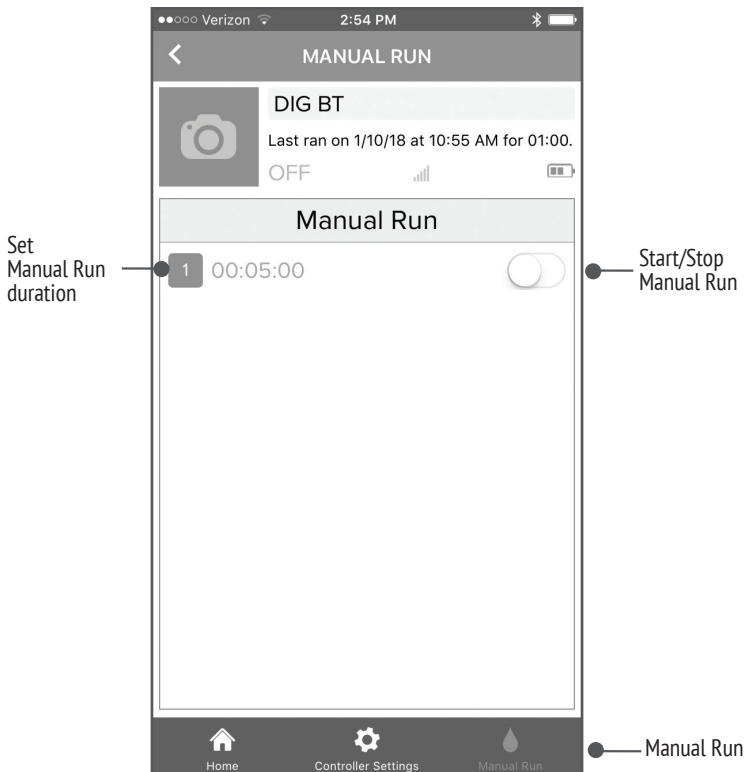 Verizon 2:54 PM
MANUAL RUN
DIG BT
Last ran on 1/10/18 at 10:55 AM for 01:00.
OFF
Manual Run
Set
Manual Run
duration
1 00:05:00
Start/Stop
Manual Run
Home Controller Settings Manual Run
Manual Run